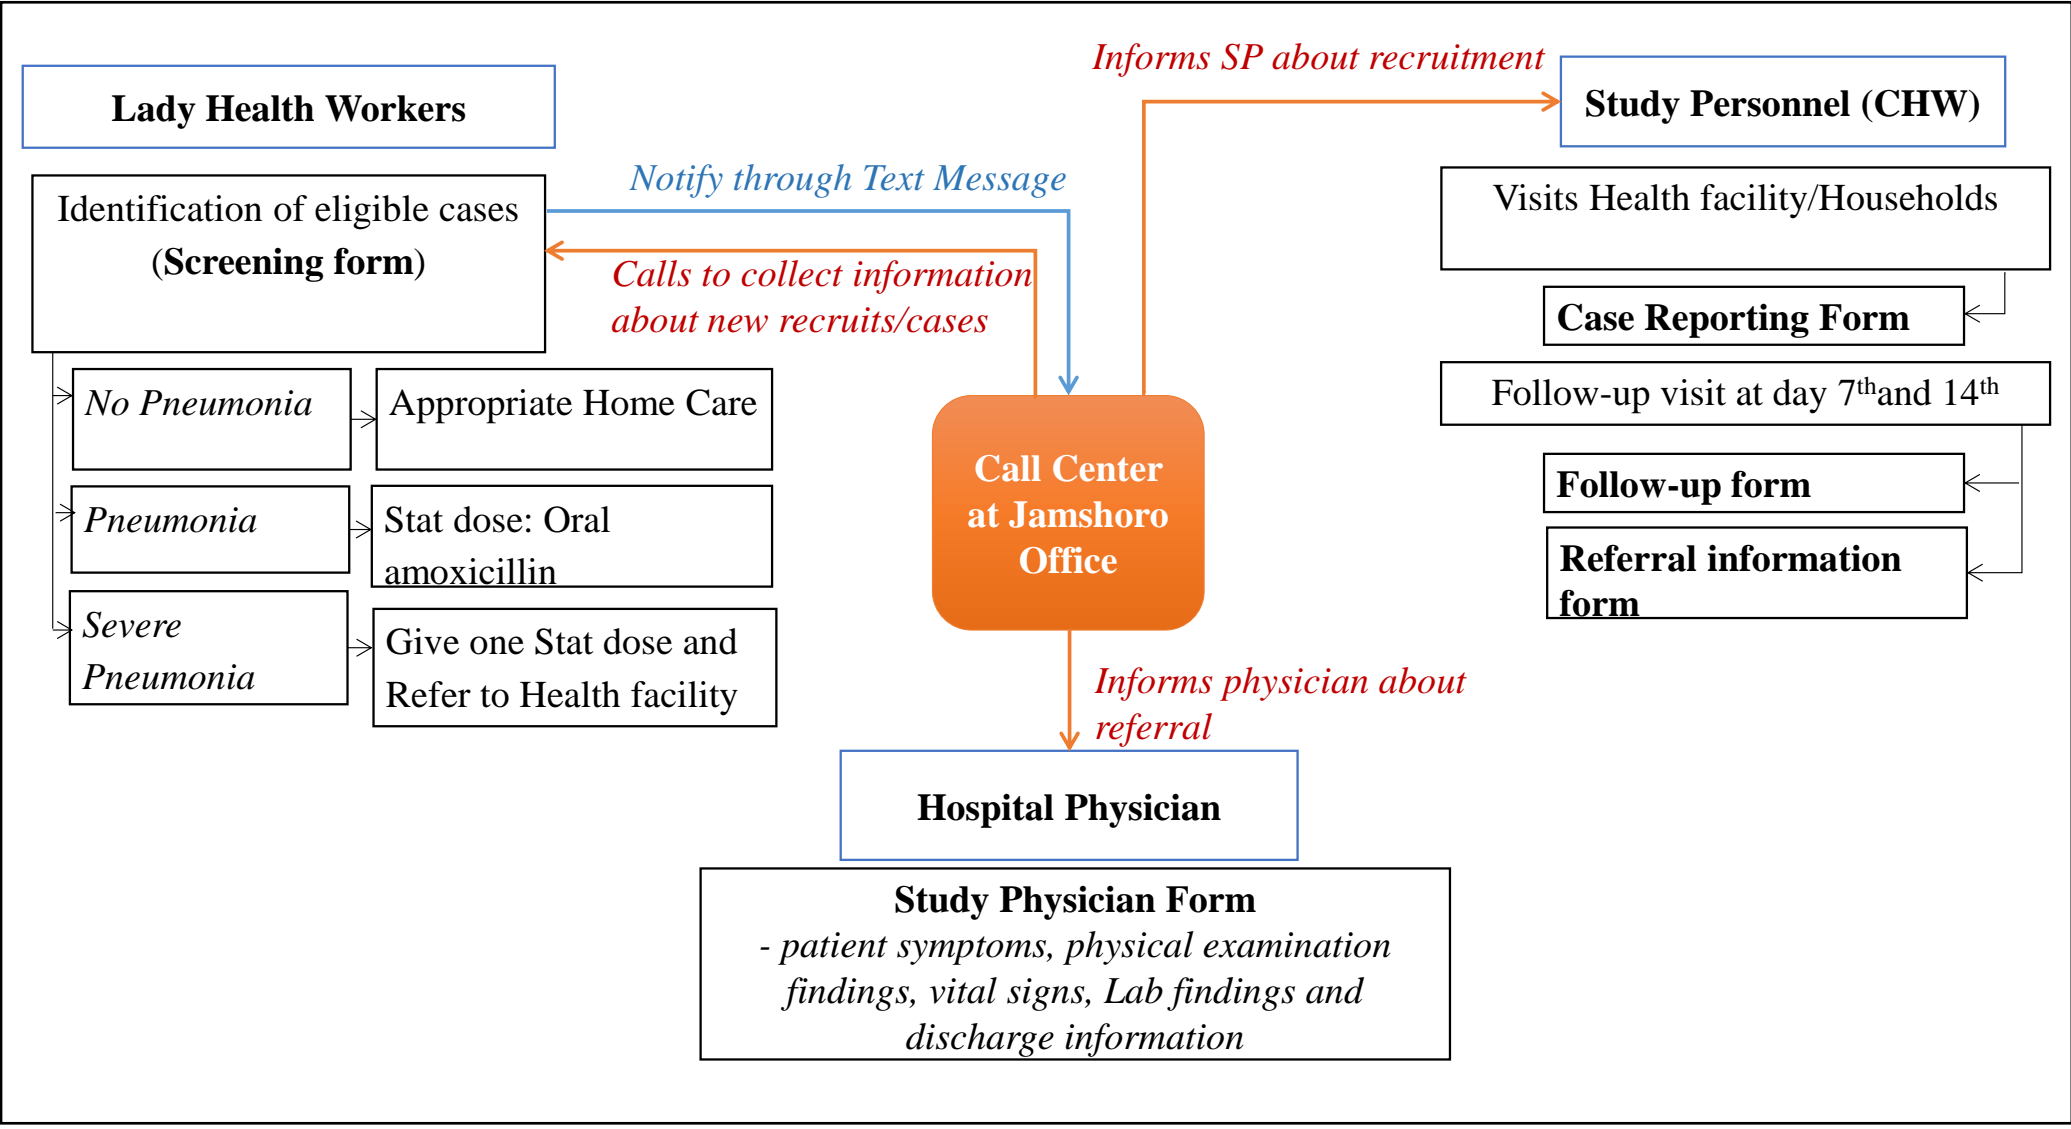 Lady Health Workers
Identification of eligible cases
(Screening form)
No Pneumonia
Appropriate Home Care
Pneumonia
Stat dose: Oral
amoxicillin
Severe
Pneumonia
Give one Stat dose and
Refer to Health facility
Notify through Text Message
Calls to collect information
about new recruits/cases
Call Center
at Jamshoro
Office
Informs SP about recruitment
Informs physician about
referral
Hospital Physician
Study Physician Form
- patient symptoms, physical examination
findings, vital signs, Lab findings and
discharge information
Study Personnel (CHW)
Visits Health facility/Households
Case Reporting Form
Follow-up visit at day 7thand 14th
Follow-up form
Referral information
form